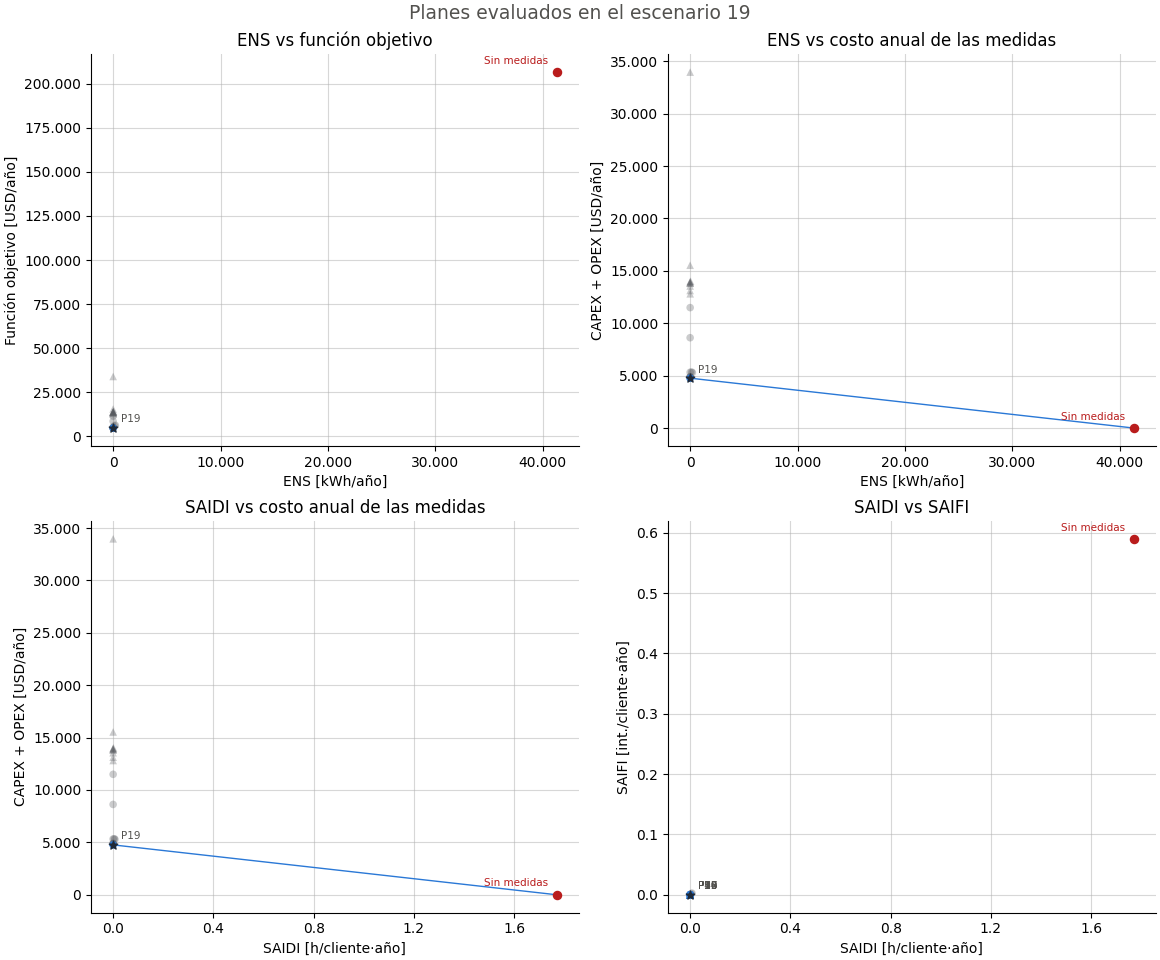 Planes evaluados en el escenario 19
ENS vs función objetivo
Función objetivo [USD/año]
200.000
175.000
150.000
125.000
100.000
75.000
50.000
25.000
0
Sin medidas
P19
0
10.000
20.000
30.000
40.000
ENS [kWh/año]
ENS vs costo anual de las medidas
CAPEX + OPEX [USD/año]
35.000
30.000
25.000
20.000
15.000
10.000
5.000
0
P19
Sin medidas
0
10.000
20.000
30.000
40.000
ENS [kWh/año]
SAIDI vs costo anual de las medidas
CAPEX + OPEX [USD/año]
35.000
30.000
25.000
20.000
15.000
10.000
5.000
0
P19
Sin medidas
0.0
0.4
0.8
1.2
1.6
SAIDI [h/cliente·año]
SAIDI vs SAIFI
SAIFI [int./cliente·año]
0.6
0.5
0.4
0.3
0.2
0.1
0.0
Sin medidas
0.0
0.4
0.8
1.2
1.6
SAIDI [h/cliente·año]